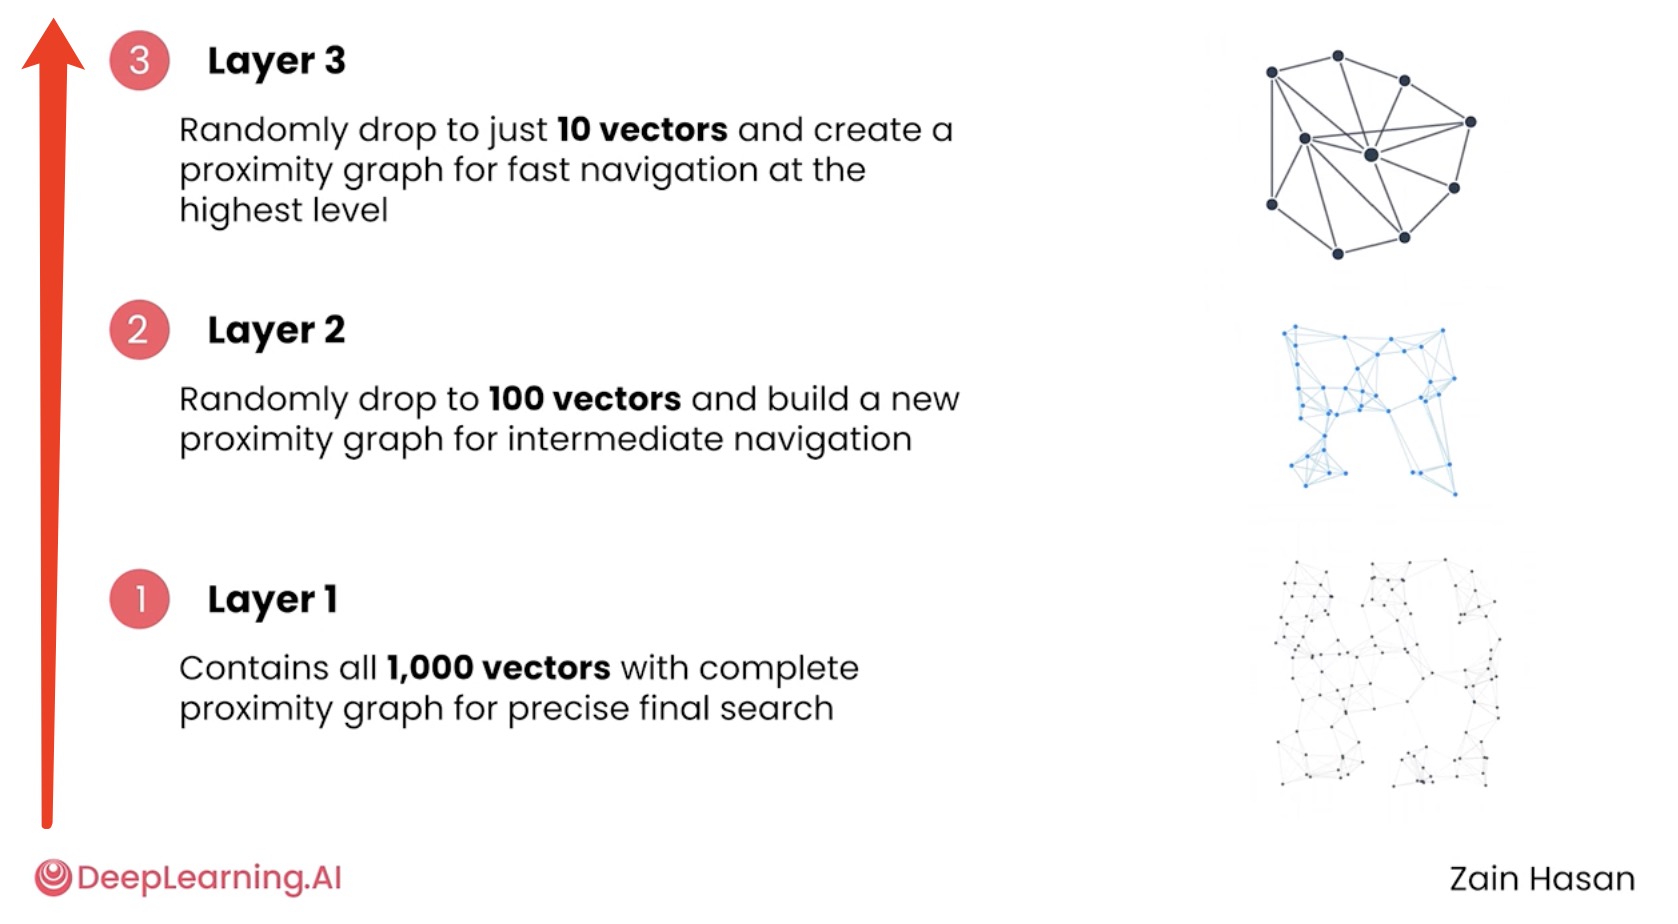 3 Layer 3
Randomly drop to just 10 vectors and create a
proximity graph for fast navigation at the
highest level
2 Layer 2
Randomly drop to 100 vectors and build a new
proximity graph for intermediate navigation
1 Layer 1
Contains all 1,000 vectors with complete
proximity graph for precise final search
DeepLearning.AI
Zain Hasan